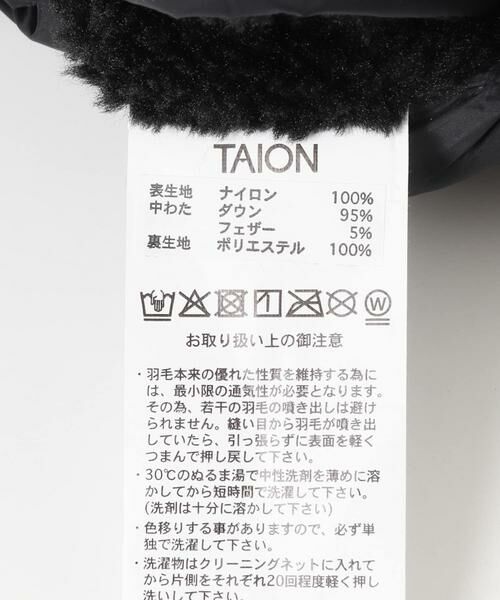 TAION
表生地 ナイロン 100%
中わた ダウン 95%
フェザー 5%
裏生地 ポリエステル 100%
W
お取り扱い上の御注意
・羽毛本来の優れた性質を維持する為に
は、最小限の通気性が必要となります。
その為、若干の羽毛の噴き出しは避け
られません。縫い目から羽毛が噴き出
していたら、引っ張らずに表面を軽く
つまんで押し戻して下さい。
・30℃のぬるま湯で中性洗剤を薄めに溶
かしてから短時間で洗濯して下さい。
(洗剤は十分に溶かして下さい)
・色移りする事がありますので、必ず単
独で洗濯して下さい。
・洗濯物はクリーニングネットに入れて
から片側をそれぞれ20回程度軽く押し
洗いして下さい。